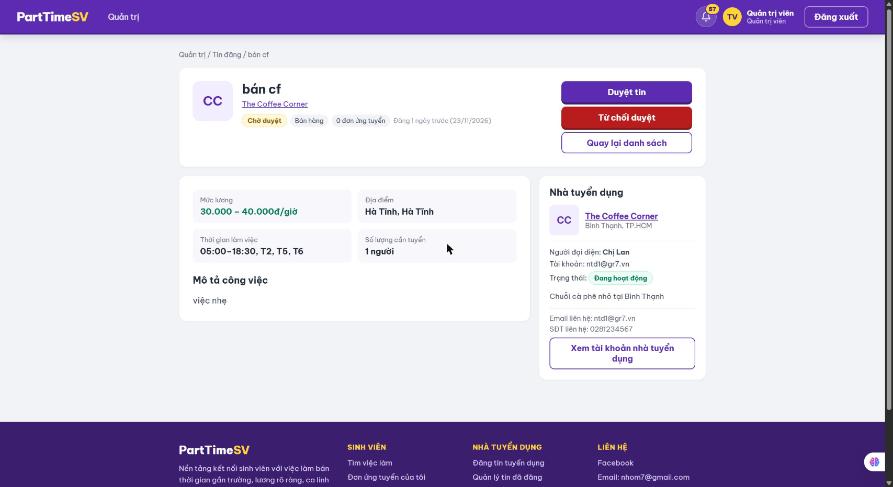 PartTimeSV
Quản trị
57
TV
Quản trị viên
Quản trị viên
Đăng xuất
Quản trị / Tin đăng / bán cf
CC
bán cf
The Coffee Corner
Chờ duyệt
Bán hàng
0 đơn ứng tuyển
Đăng 1 ngày trước (23/11/2026)
Duyệt tin
Từ chối duyệt
Quay lại danh sách
Mức lương
30.000 – 40.000đ/giờ
Địa điểm
Hà Tĩnh, Hà Tĩnh
Thời gian làm việc
05:00–18:30, T2, T5, T6
Số lượng cần tuyển
1 người
Mô tả công việc
việc nhẹ
Nhà tuyển dụng
CC
The Coffee Corner
Bình Thạnh, TP.HCM
Người đại diện: Chị Lan
Tài khoản: ntd1@gr7.vn
Trạng thái: Đang hoạt động
Chuỗi cà phê nhỏ tại Bình Thạnh
Email liên hệ: ntd1@gr7.vn
SĐT liên hệ: 0281234567
Xem tài khoản nhà tuyển
dụng
PartTimeSV
Nền tảng kết nối sinh viên với việc làm bán
thời gian gần trường, lương rõ ràng, ca linh
SINH VIÊN
Tìm việc làm
Đơn ứng tuyển của tôi
NHÀ TUYỂN DỤNG
Đăng tin tuyển dụng
Quản lý tin đã đăng
LIÊN HỆ
Facebook
Email: nhom7@gmail.com